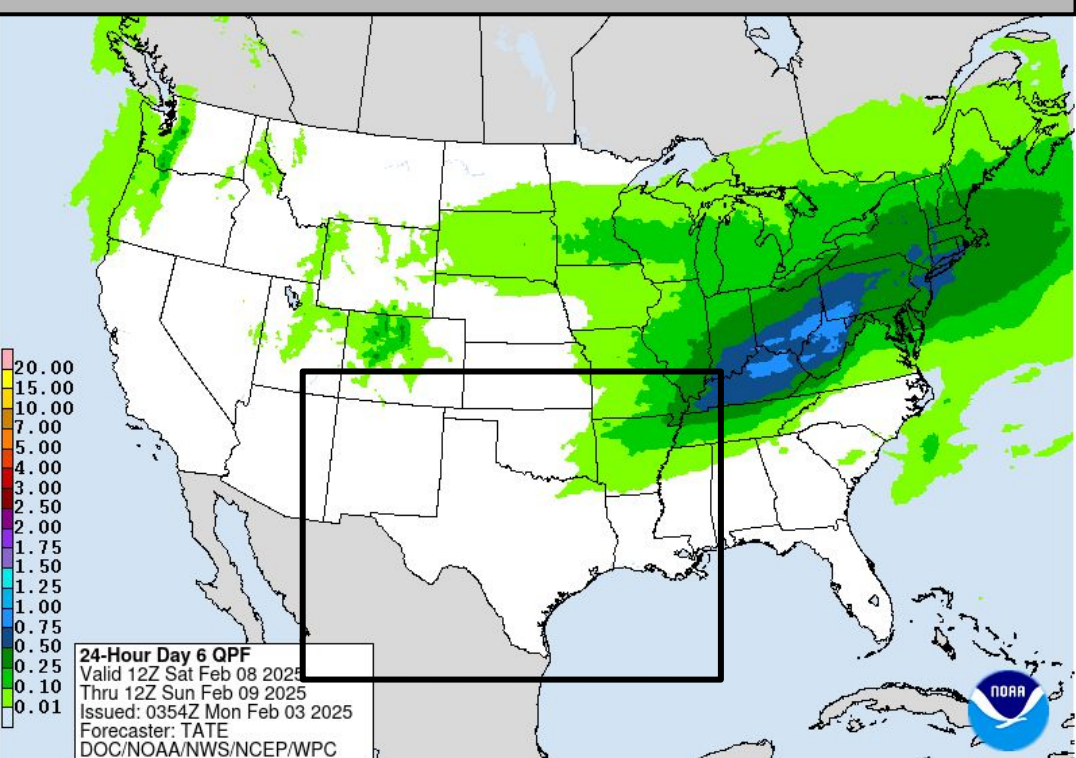 20.00
15.00
10.00
7.00
5.00
4.00
3.00
2.50
2.00
1.75
1.50
1.25
1.00
0.75
0.50
0.25
0.10
0.01
24-Hour Day 6 QPF
Valid 12Z Sat Feb 08 2025
Thru 12Z Sun Feb 09 2025
Issued: 0354Z Mon Feb 03 2025
Forecaster: TATE
DOC/NOAA/NWS/NCEP/WPC
NOAA